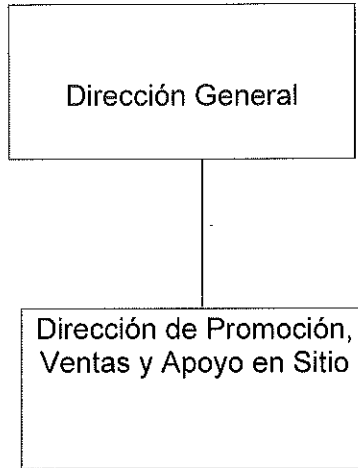 Dirección General
Dirección de Promoción,
Ventas y Apoyo en Sitio